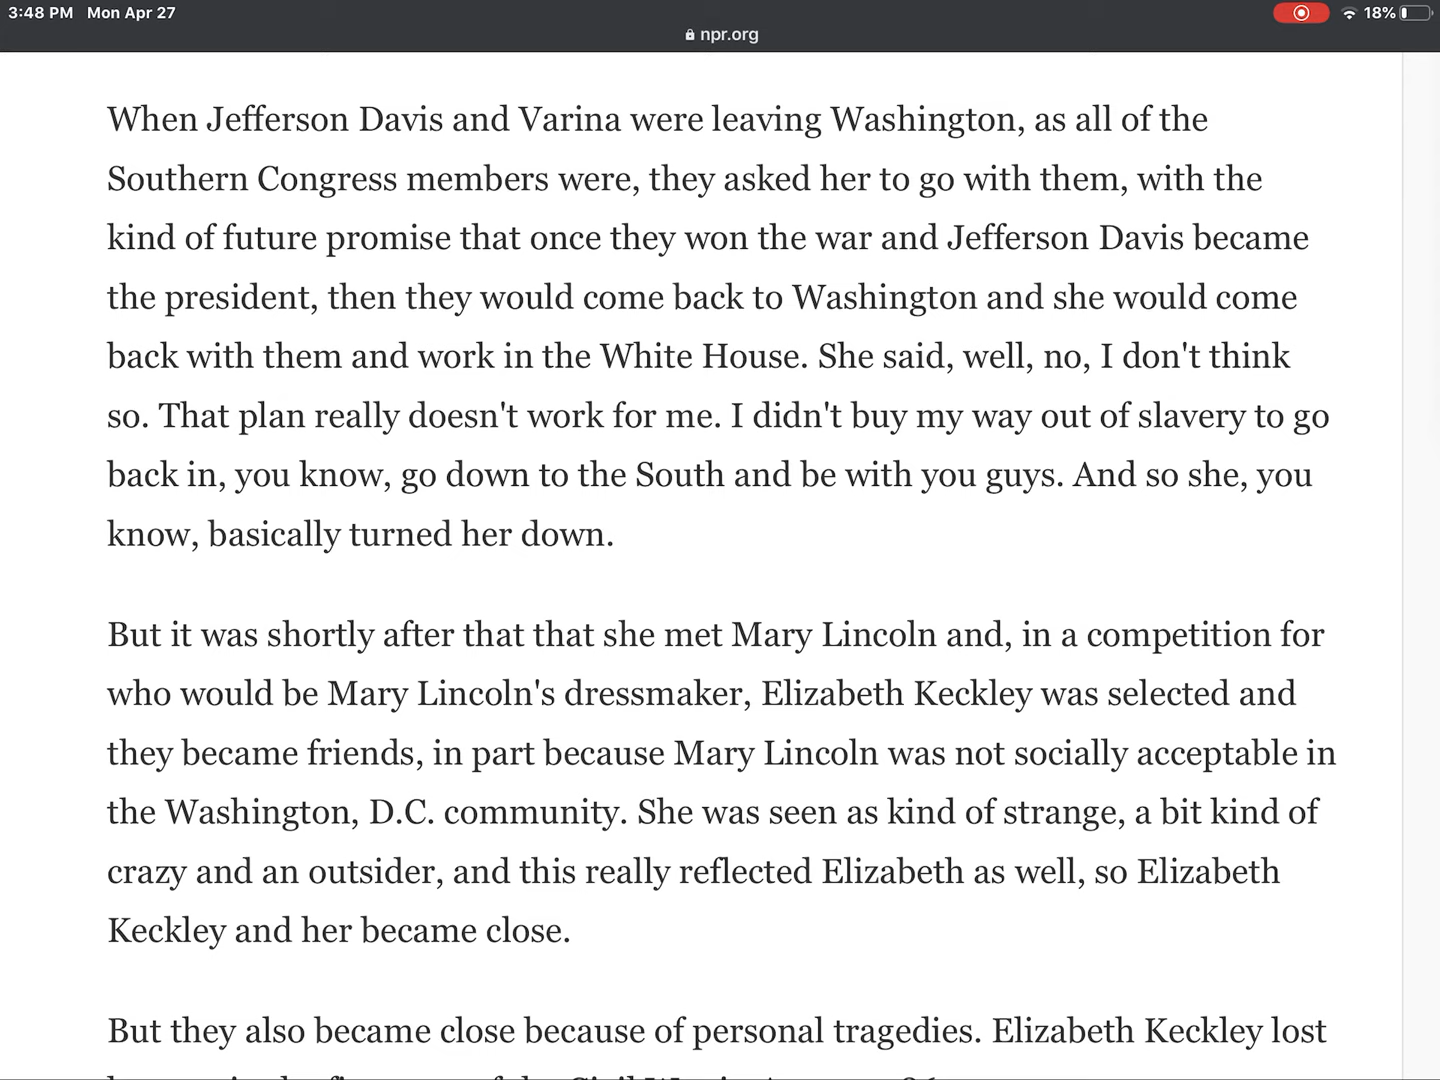 3:48 PM Mon Apr 27
18%
npr.org
When Jefferson Davis and Varina were leaving Washington, as all of the
Southern Congress members were, they asked her to go with them, with the
kind of future promise that once they won the war and Jefferson Davis became
the president, then they would come back to Washington and she would come
back with them and work in the White House. She said, well, no, I don't think
so. That plan really doesn't work for me. I didn't buy my way out of slavery to go
back in, you know, go down to the South and be with you guys. And so she, you
know, basically turned her down.
But it was shortly after that that she met Mary Lincoln and, in a competition for
who would be Mary Lincoln's dressmaker, Elizabeth Keckley was selected and
they became friends, in part because Mary Lincoln was not socially acceptable in
the Washington, D.C. community. She was seen as kind of strange, a bit kind of
crazy and an outsider, and this really reflected Elizabeth as well, so Elizabeth
Keckley and her became close.
But they also became close because of personal tragedies. Elizabeth Keckley lost